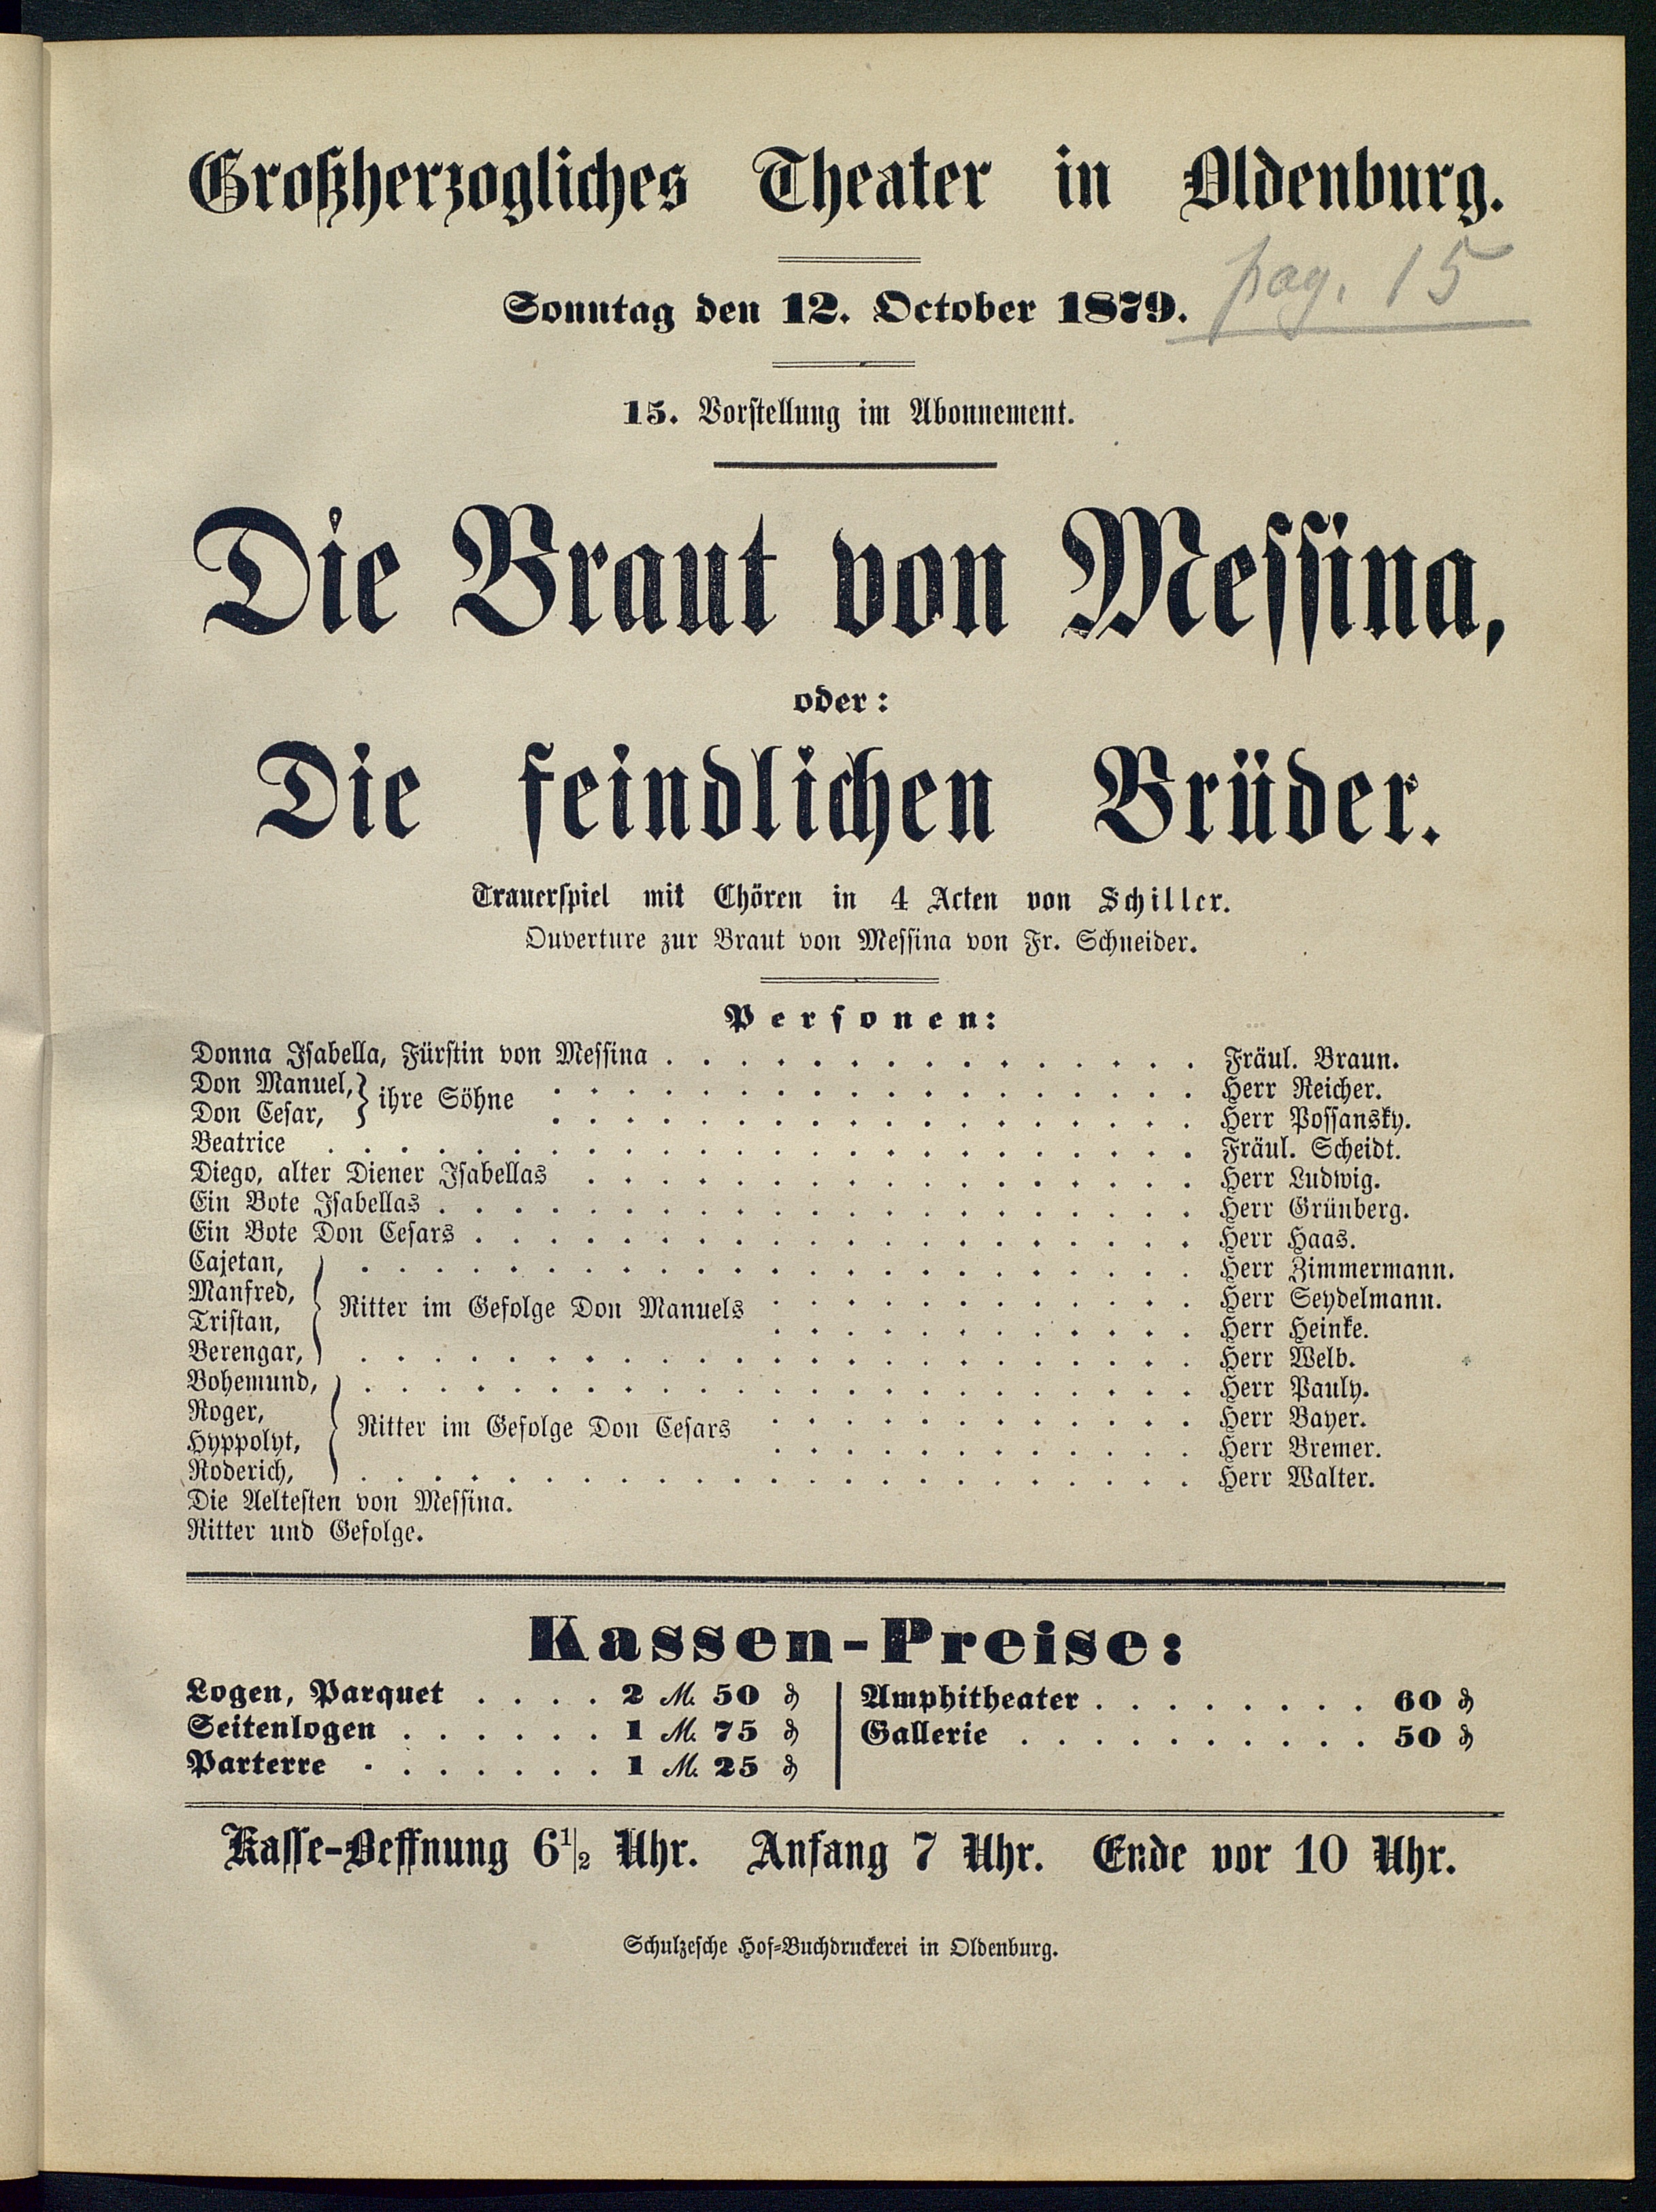 Großherzogliches Theater in Oldenburg.
pag. 15
Sonntag den 12. October 1879.
15. Vorstellung im Abonnement.
Die Braut von Messina,
oder:
Die feindlichen Brüder.
Trauerspiel mit Chören in 4 Acten von Schiller.
Ouverture zur Braut von Messina von Fr. Schneider.
Personen:
Donna Isabella, Fürstin von Messina . . . . . . . . . . . . . . . Fräul. Braun.
Don Manuel, } ihre Söhne . . . . . . . . . . . . . . . . . . Herr Reicher.
Don Cesar, . . . . . . . . . . . . . . . . . . Herr Possansky.
Beatrice . . . . . . . . . . . . . . . . . . . . . . . . Fräul. Scheidt.
Diego, alter Diener Isabellas . . . . . . . . . . . . . . . . . Herr Ludwig.
Ein Bote Isabellas . . . . . . . . . . . . . . . . . . . . . Herr Grünberg.
Ein Bote Don Cesars . . . . . . . . . . . . . . . . . . . . Herr Haas.
Cajetan, . . . . . . . . . . . . . . . . . . . . . . . Herr Zimmermann.
Manfred, } Ritter im Gefolge Don Manuels . . . . . . . . . . . . Herr Seydelmann.
Tristan, . . . . . . . . . . . . Herr Heinke.
Berengar, . . . . . . . . . . . . . . . . . . . . . . . Herr Welb.
Bohemund, . . . . . . . . . . . . . . . . . . . . . . . Herr Pauly.
Roger, } Ritter im Gefolge Don Cesars . . . . . . . . . . . . Herr Bayer.
Hyppolyt, . . . . . . . . . . . . Herr Bremer.
Roderich, . . . . . . . . . . . . . . . . . . . . . . . Herr Walter.
Die Aeltesten von Messina.
Ritter und Gefolge.
Kassen-Preise:
Logen, Parquet . . . . 2 M. 50 ₰
Seitenlogen . . . . . . 1 M. 75 ₰
Parterre . . . . . . . 1 M. 25 ₰
Amphitheater . . . . . . . . 60 ₰
Gallerie . . . . . . . . . . 50 ₰
Kasse-Oeffnung 6½ Uhr. Anfang 7 Uhr. Ende vor 10 Uhr.
Schulzesche Hof-Buchdruckerei in Oldenburg.